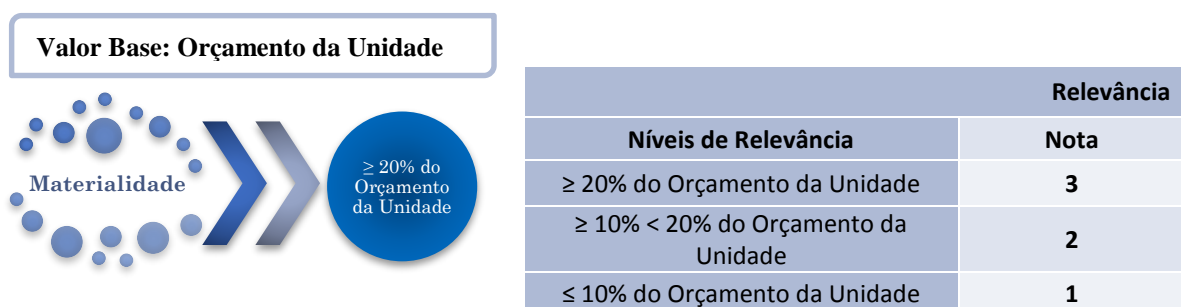 Valor Base: Orçamento da Unidade
Materialidade
≥ 20% do
Orçamento
da Unidade
Relevância
Níveis de Relevância Nota
≥ 20% do Orçamento da Unidade 3
≥ 10% < 20% do Orçamento da
Unidade 2
≤ 10% do Orçamento da Unidade 1